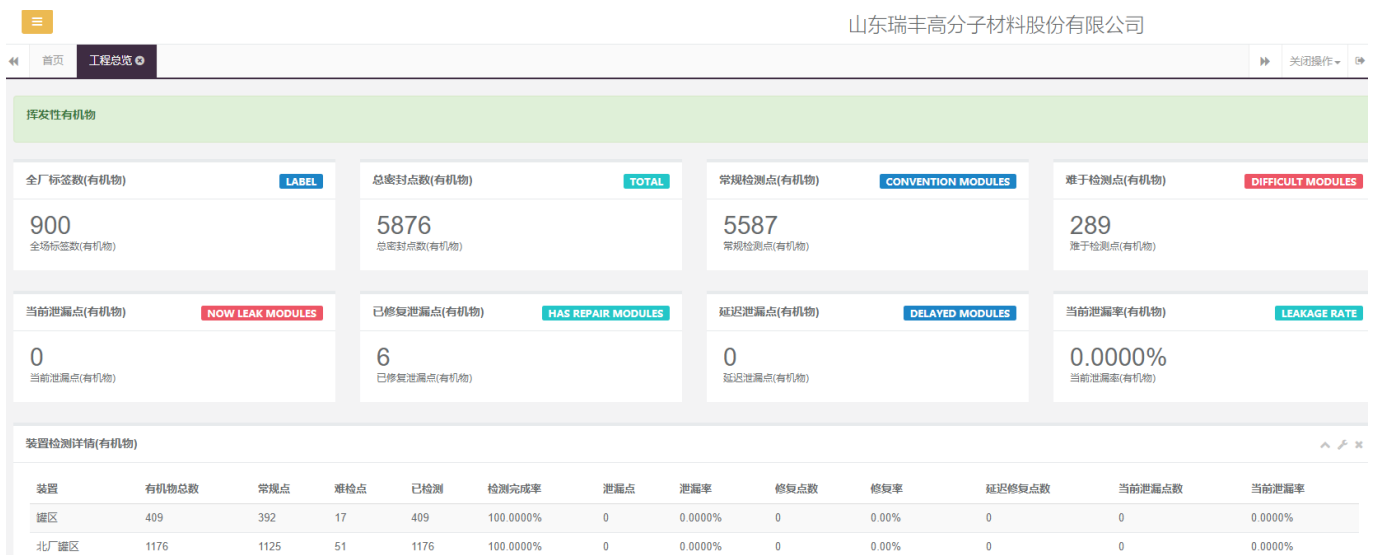 山东瑞丰高分子材料股份有限公司
首页 工程总览 关闭操作
挥发性有机物
全厂标签数(有机物) LABEL 总密封点数(有机物) TOTAL 常规检测点(有机物) CONVENTION MODULES 难于检测点(有机物) DIFFICULT MODULES
900 5876 5587 289
全场标签数(有机物) 总密封点数(有机物) 常规检测点(有机物) 难于检测点(有机物)
当前泄漏点(有机物) NOW LEAK MODULES 已修复泄漏点(有机物) HAS REPAIR MODULES 延迟泄漏点(有机物) DELAYED MODULES 当前泄漏率(有机物) LEAKAGE RATE
0 6 0 0.0000%
当前泄漏点(有机物) 已修复泄漏点(有机物) 延迟泄漏点(有机物) 当前泄漏率(有机物)
装置检测详情(有机物)
装置 有机物总数 常规点 难检点 已检测 检测完成率 泄漏点 泄漏率 修复点数 修复率 延迟修复点数 当前泄漏点数 当前泄漏率
罐区 409 392 17 409 100.0000% 0 0.0000% 0 0.00% 0 0 0.0000%
北厂罐区 1176 1125 51 1176 100.0000% 0 0.0000% 0 0.00% 0 0 0.0000%